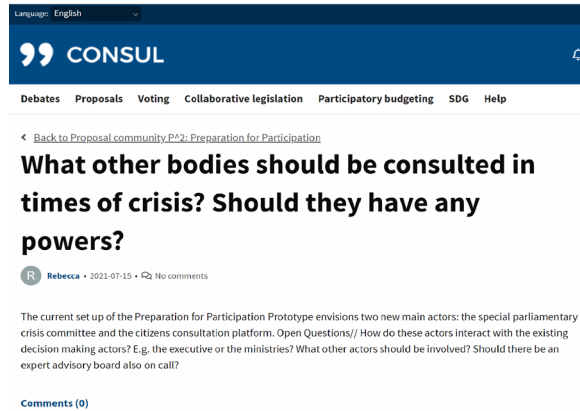 Language: English
CONSUL
Debates Proposals Voting Collaborative legislation Participatory budgeting SDG Help
Back to Proposal community P^2: Preparation for Participation
What other bodies should be consulted in
times of crisis? Should they have any
powers?
R Rebecca • 2021-07-15 • No comments
The current set up of the Preparation for Participation Prototype envisions two new main actors: the special parliamentary
crisis committee and the citizens consultation platform. Open Questions// How do these actors interact with the existing
decision making actors? E.g. the executive or the ministries? What other actors should be involved? Should there be an
expert advisory board also on call?
Comments (0)